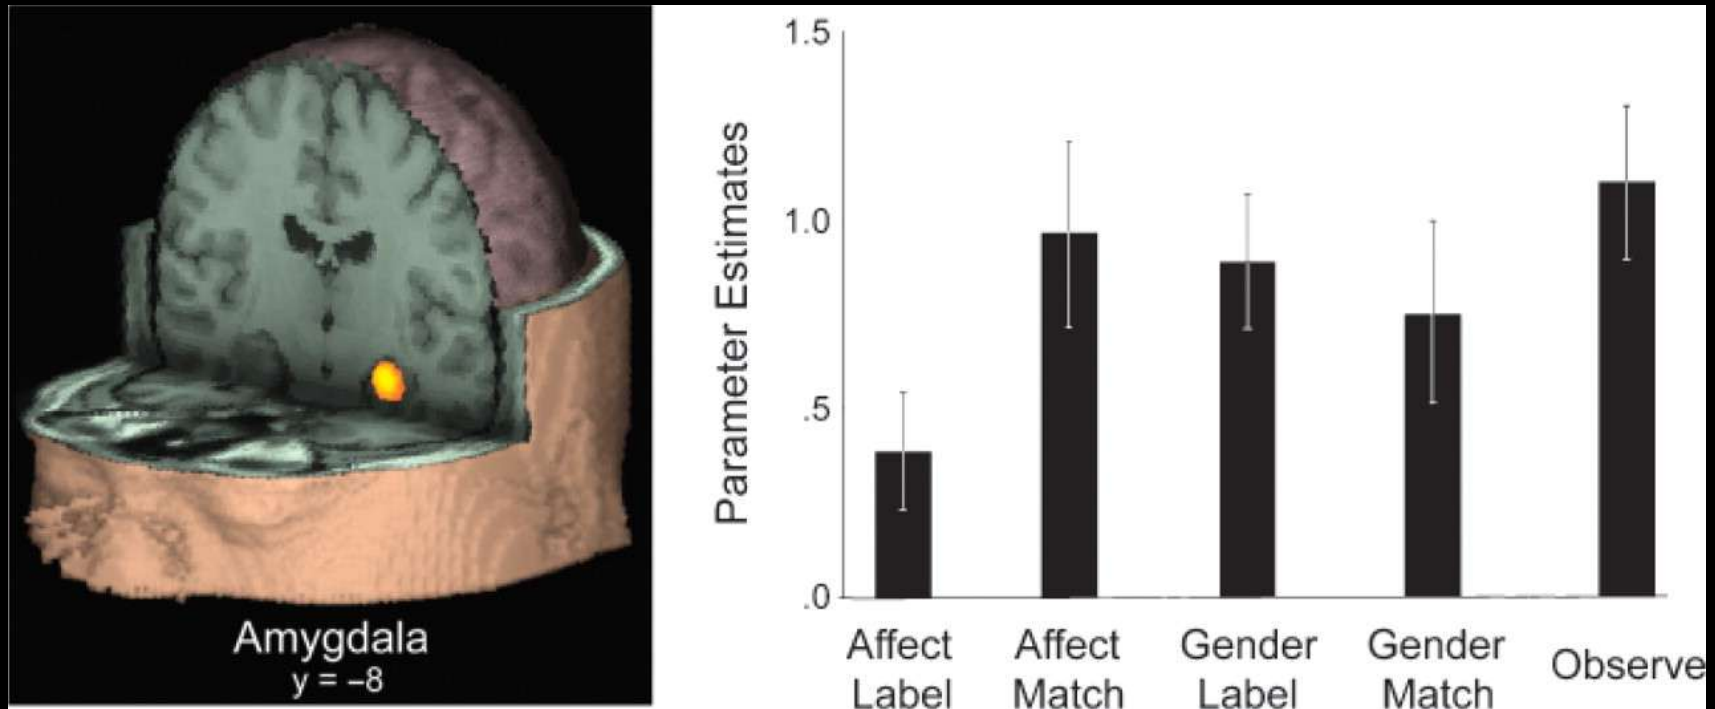 Amygdala
y = –8
Parameter Estimates
1.5
1.0
.5
.0
Affect
Label
Affect
Match
Gender
Label
Gender
Match
Observe